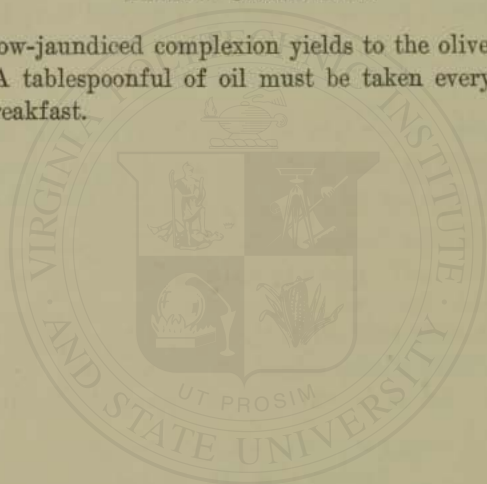 ow-jaundiced complexion yields to the olive
A tablespoonful of oil must be taken every
reakfast.
VIRGINIA POLYTECHNIC INSTITUTE
AND STATE UNIVERSITY
UT PROSIM